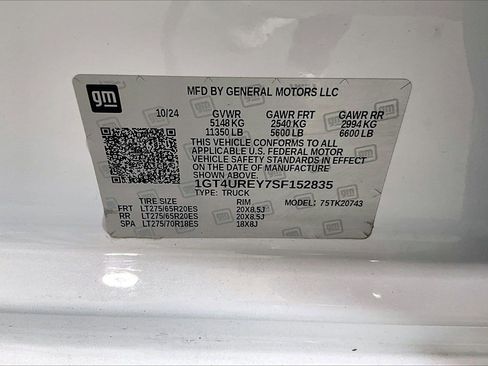 gm
MFD BY GENERAL MOTORS LLC
10/24 GVWR GAWR FRT GAWR RR
5148 KG 2540 KG 2994 KG
11350 LB 5600 LB 6600 LB
THIS VEHICLE CONFORMS TO ALL
APPLICABLE U.S. FEDERAL MOTOR
VEHICLE SAFETY STANDARDS IN EFFECT
ON THE DATE OF MANUFACTURE
SHOWN ABOVE.
1GT4UREY7SF152835
TYPE: TRUCK
TIRE SIZE RIM MODEL: 75TK20743
FRT LT275/65R20ES 20X8.5J
RR LT275/65R20ES 20X8.5J
SPA LT275/70R18ES 18X8J